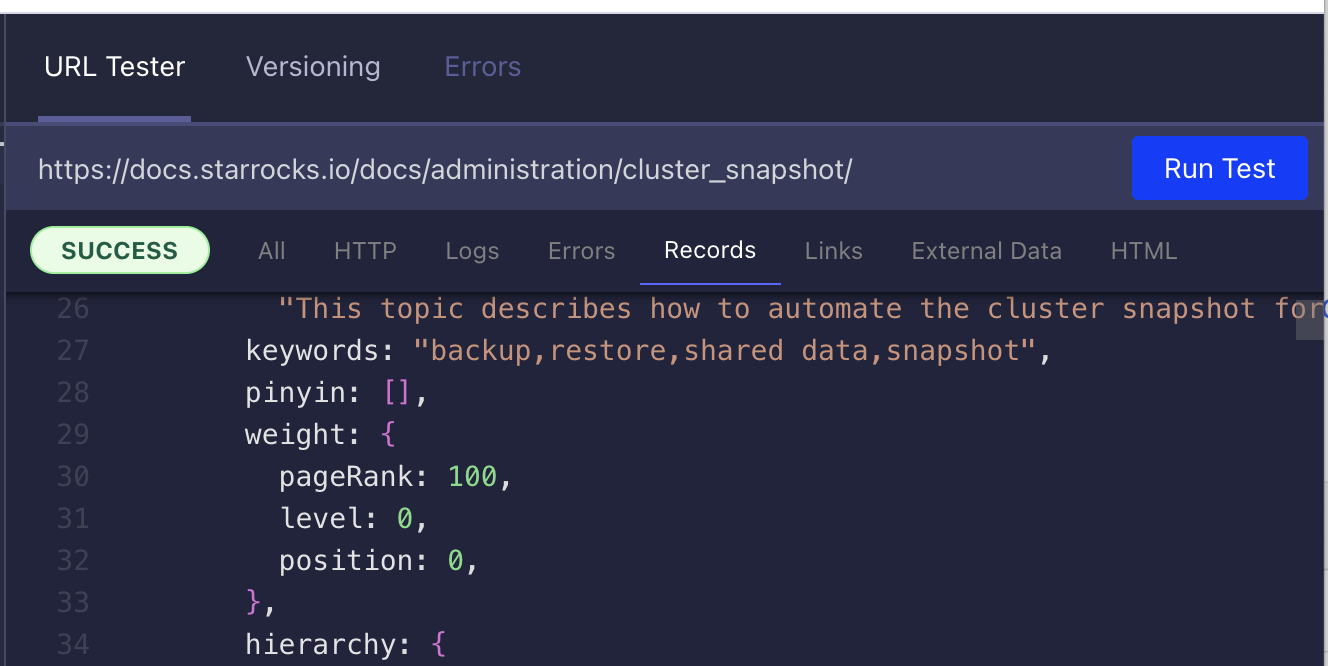 URL Tester Versioning Errors
https://docs.starrocks.io/docs/administration/cluster_snapshot/ Run Test
SUCCESS All HTTP Logs Errors Records Links External Data HTML
26 "This topic describes how to automate the cluster snapshot for
27 keywords: "backup,restore,shared data,snapshot",
28 pinyin: [],
29 weight: {
30 pageRank: 100,
31 level: 0,
32 position: 0,
33 },
34 hierarchy: {